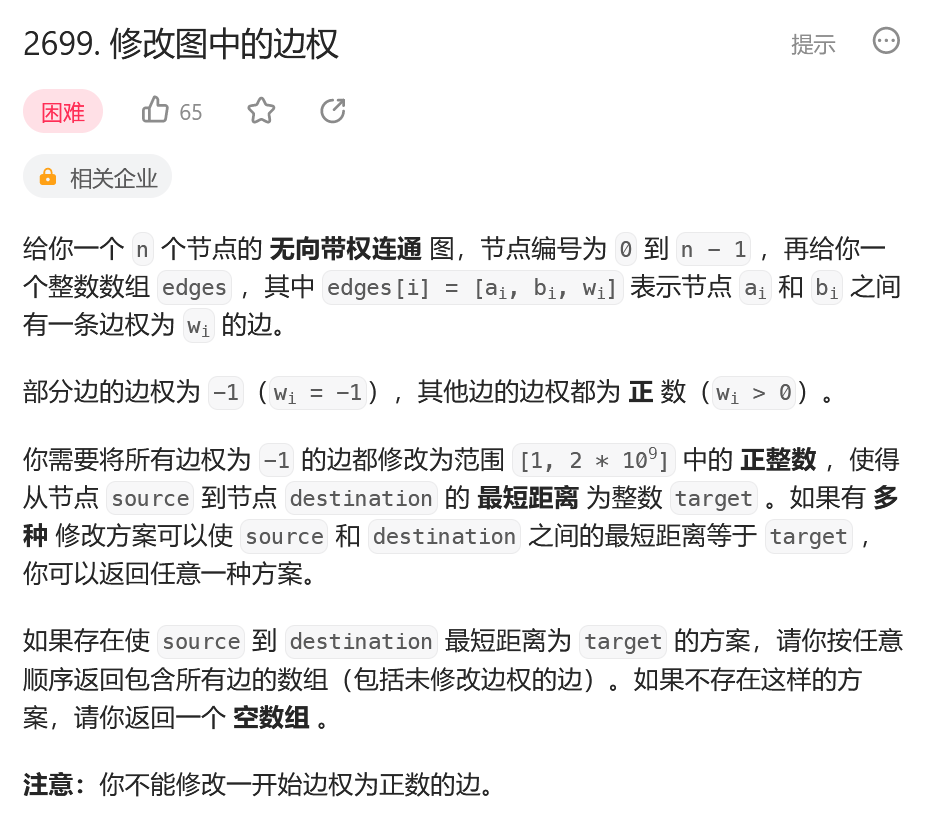 2699. 修改图中的边权
提示
困难
65
相关企业
给你一个 n 个节点的 无向带权连通 图，节点编号为 0 到 n - 1 ，再给你一
个整数数组 edges ，其中 edges[i] = [aᵢ, bᵢ, wᵢ] 表示节点 aᵢ 和 bᵢ 之间
有一条边权为 wᵢ 的边。
部分边的边权为 -1（wᵢ = -1），其他边的边权都为 正 数（wᵢ > 0）。
你需要将所有边权为 -1 的边都修改为范围 [1, 2 * 10⁹] 中的 正整数 ，使得
从节点 source 到节点 destination 的 最短距离 为整数 target 。如果有 多
种 修改方案可以使 source 和 destination 之间的最短距离等于 target ，
你可以返回任意一种方案。
如果存在使 source 到 destination 最短距离为 target 的方案，请你按任意
顺序返回包含所有边的数组（包括未修改边权的边）。如果不存在这样的方
案，请你返回一个 空数组 。
注意：你不能修改一开始边权为正数的边。